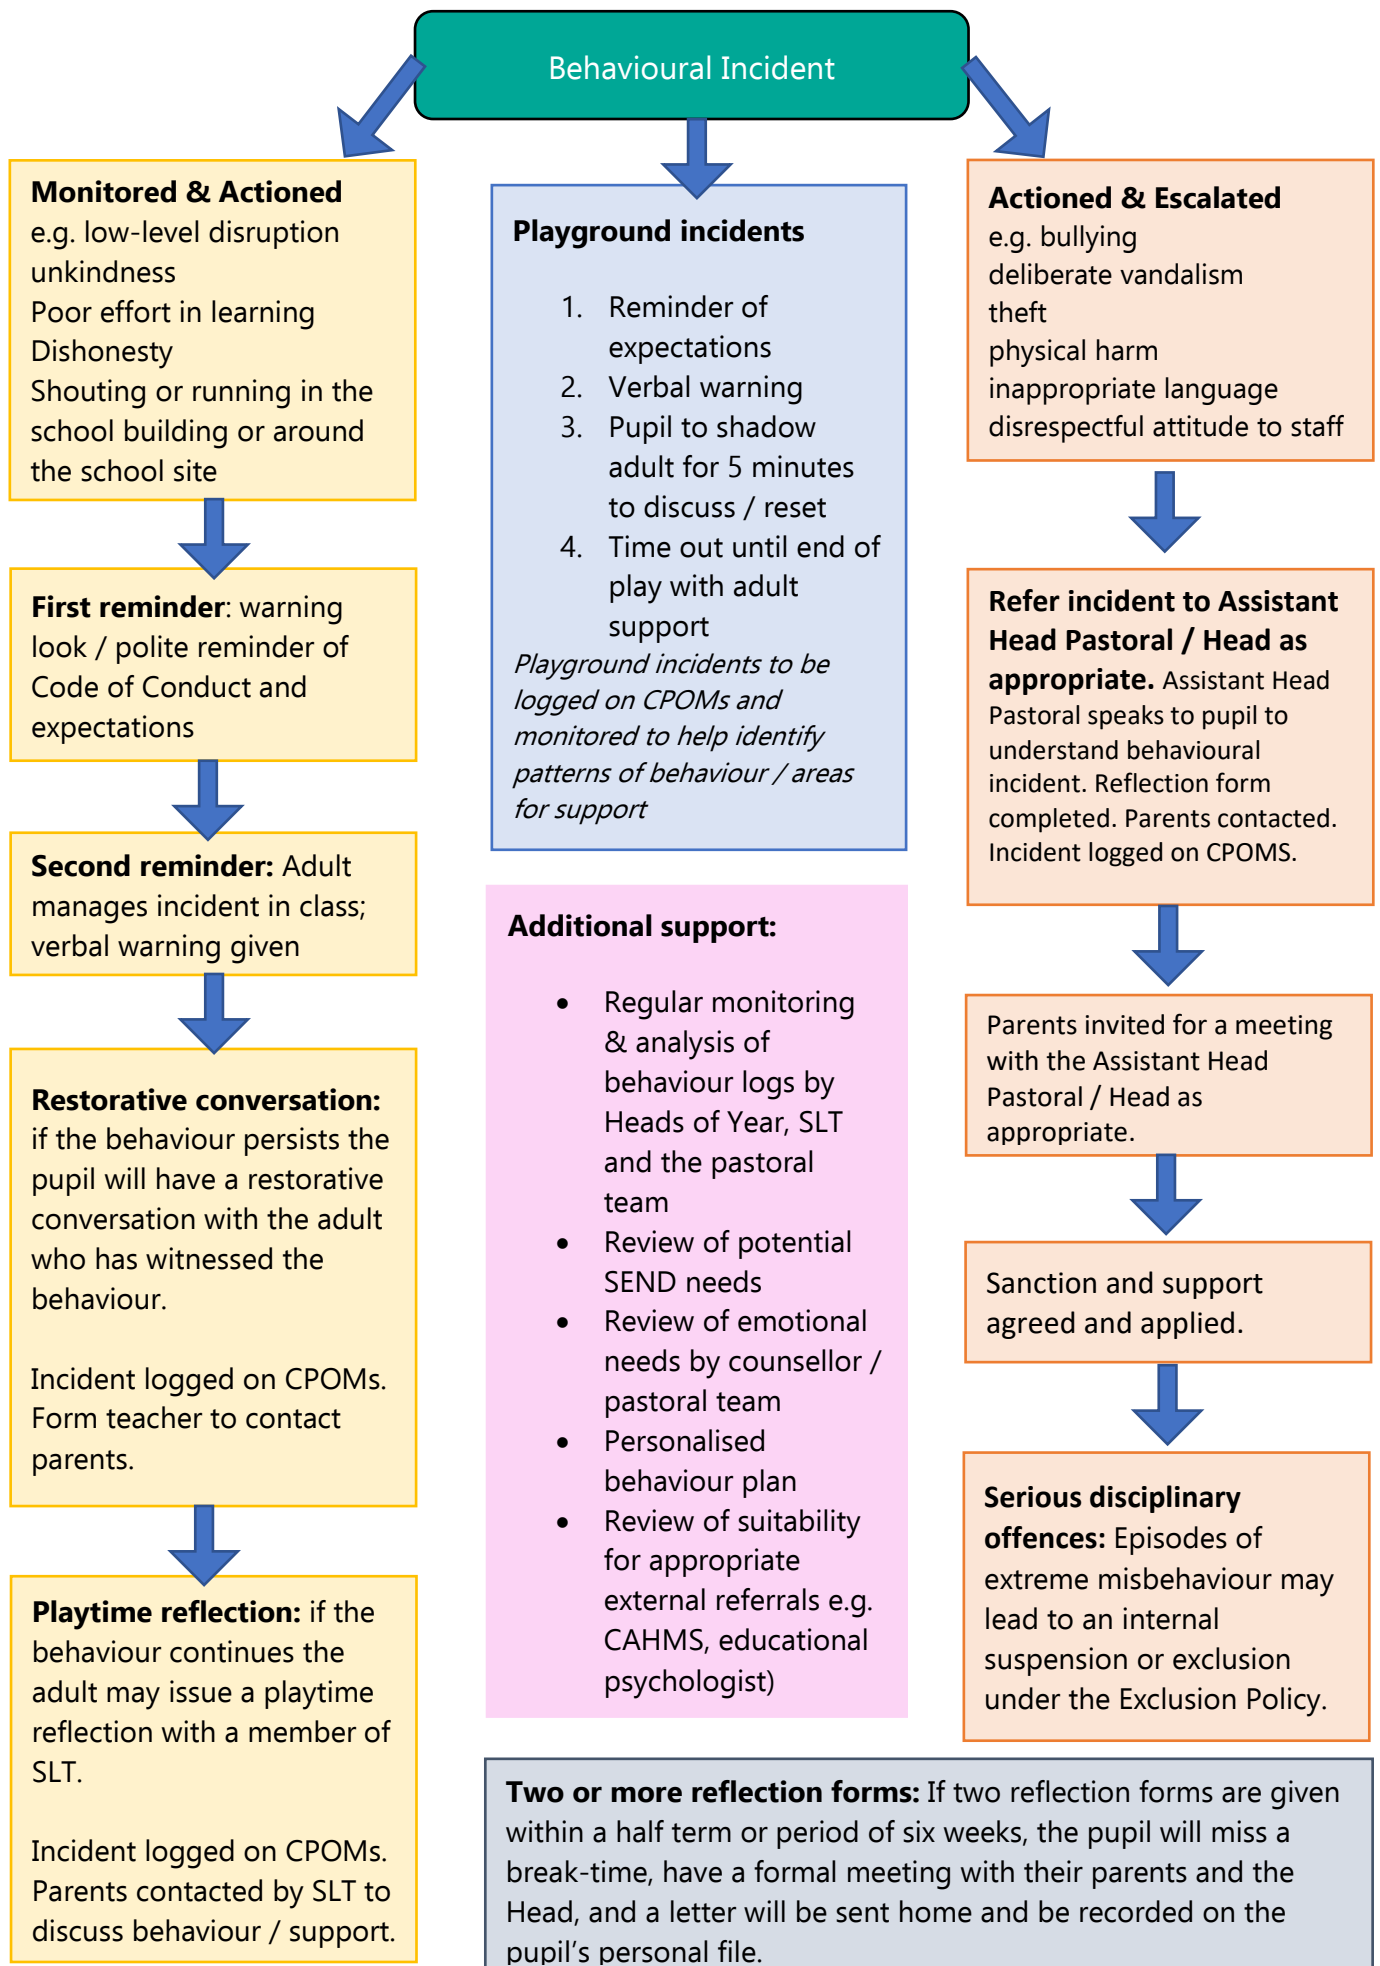 Behavioural Incident
Monitored & Actioned
e.g. low-level disruption
unkindness
Poor effort in learning
Dishonesty
Shouting or running in the
school building or around
the school site
First reminder: warning
look / polite reminder of
Code of Conduct and
expectations
Second reminder: Adult
manages incident in class;
verbal warning given
Restorative conversation:
if the behaviour persists the
pupil will have a restorative
conversation with the adult
who has witnessed the
behaviour.
Incident logged on CPOMs.
Form teacher to contact
parents.
Playtime reflection: if the
behaviour continues the
adult may issue a playtime
reflection with a member of
SLT.
Incident logged on CPOMs.
Parents contacted by SLT to
discuss behaviour / support.
Playground incidents
1. Reminder of
expectations
2. Verbal warning
3. Pupil to shadow
adult for 5 minutes
to discuss / reset
4. Time out until end of
play with adult
support
Playground incidents to be
logged on CPOMs and
monitored to help identify
patterns of behaviour / areas
for support
Additional support:
• Regular monitoring
& analysis of
behaviour logs by
Heads of Year, SLT
and the pastoral
team
• Review of potential
SEND needs
• Review of emotional
needs by counsellor /
pastoral team
• Personalised
behaviour plan
• Review of suitability
for appropriate
external referrals e.g.
CAHMS, educational
psychologist)
Actioned & Escalated
e.g. bullying
deliberate vandalism
theft
physical harm
inappropriate language
disrespectful attitude to staff
Refer incident to Assistant
Head Pastoral / Head as
appropriate. Assistant Head
Pastoral speaks to pupil to
understand behavioural
incident. Reflection form
completed. Parents contacted.
Incident logged on CPOMS.
Parents invited for a meeting
with the Assistant Head
Pastoral / Head as
appropriate.
Sanction and support
agreed and applied.
Serious disciplinary
offences: Episodes of
extreme misbehaviour may
lead to an internal
suspension or exclusion
under the Exclusion Policy.
Two or more reflection forms: If two reflection forms are given
within a half term or period of six weeks, the pupil will miss a
break-time, have a formal meeting with their parents and the
Head, and a letter will be sent home and be recorded on the
pupil's personal file.